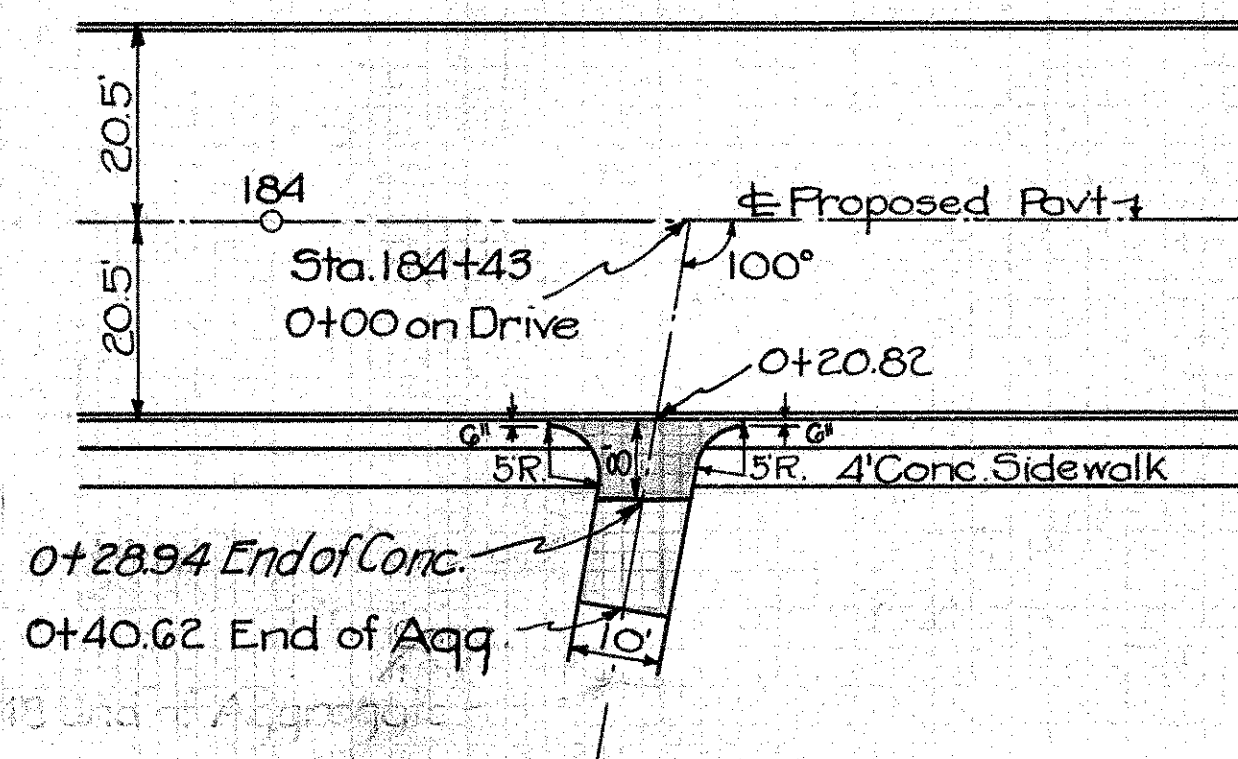 20.5'
184
℄ Proposed Pav't
Sta. 184+43
0+00 on Drive
100°
20.5'
0+20.82
6"
6"
5'R.
8'
5'R.
4' Conc. Sidewalk
0+28.94 End of Conc.
0+40.62 End of Agg.
10'